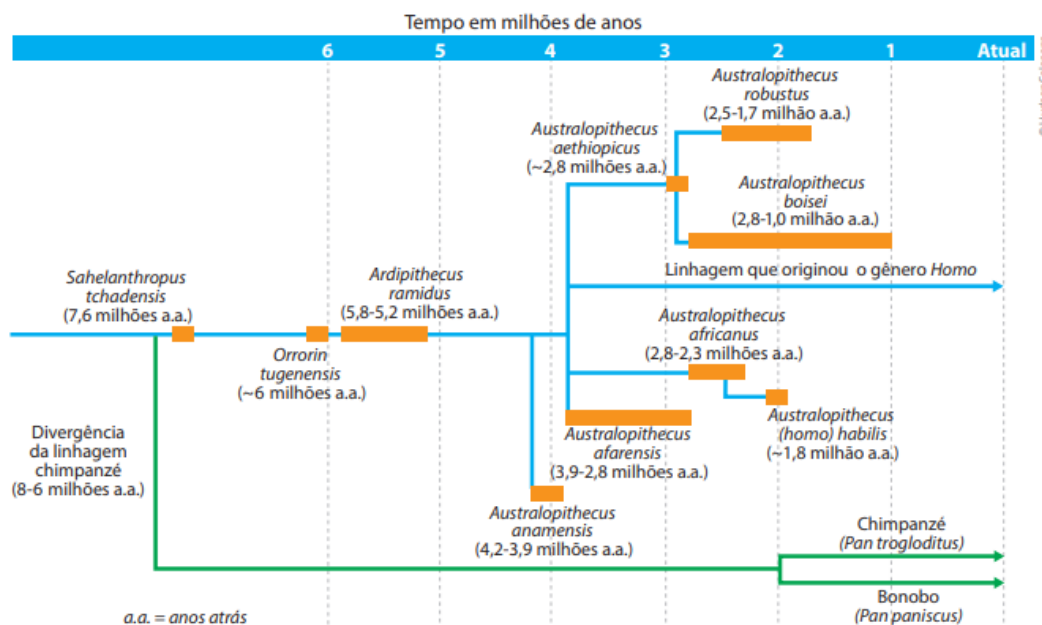 Tempo em milhões de anos
6 5 4 3 2 1 Atual
Australopithecus
robustus
(2,5-1,7 milhão a.a.)
Australopithecus
aethiopicus
(~2,8 milhões a.a.)
Australopithecus
boisei
(2,8-1,0 milhão a.a.)
Linhagem que originou o gênero Homo
Sahelanthropus
tchadensis
(7,6 milhões a.a.)
Ardipithecus
ramidus
(5,8-5,2 milhões a.a.)
Orrorin
tugenensis
(~6 milhões a.a.)
Australopithecus
africanus
(2,8-2,3 milhões a.a.)
Australopithecus
(homo) habilis
(~1,8 milhão a.a.)
Australopithecus
afarensis
(3,9-2,8 milhões a.a.)
Divergência
da linhagem
chimpanzé
(8-6 milhões a.a.)
Australopithecus
anamensis
(4,2-3,9 milhões a.a.)
Chimpanzé
(Pan trogloditus)
Bonobo
(Pan paniscus)
a.a. = anos atrás